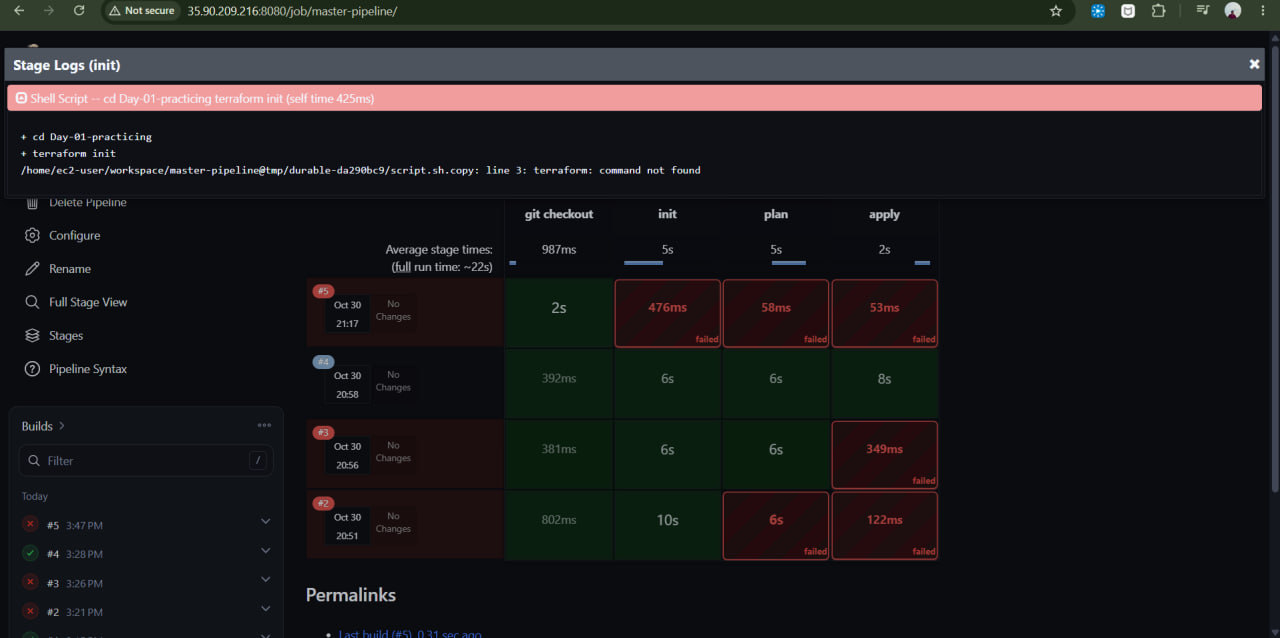 Not secure 35.90.209.216:8080/job/master-pipeline/
Stage Logs (init)
Shell Script -- cd Day-01-practicing terraform init (self time 425ms)
+ cd Day-01-practicing
+ terraform init
/home/ec2-user/workspace/master-pipeline@tmp/durable-da290bc9/script.sh.copy: line 3: terraform: command not found
Delete Pipeline
Configure
Rename
Full Stage View
Stages
Pipeline Syntax
Builds
Filter /
Today
#5 3:47 PM
#4 3:28 PM
#3 3:26 PM
#2 3:21 PM
git checkout init plan apply
Average stage times: 987ms 5s 5s 2s
(full run time: ~22s)
#5 Oct 30 21:17 No Changes 2s 476ms failed 58ms failed 53ms failed
#4 Oct 30 20:58 No Changes 392ms 6s 6s 8s
#3 Oct 30 20:56 No Changes 381ms 6s 6s 349ms failed
#2 Oct 30 20:51 No Changes 802ms 10s 6s failed 122ms failed
Permalinks
Last build (#5), 0.31 sec ago